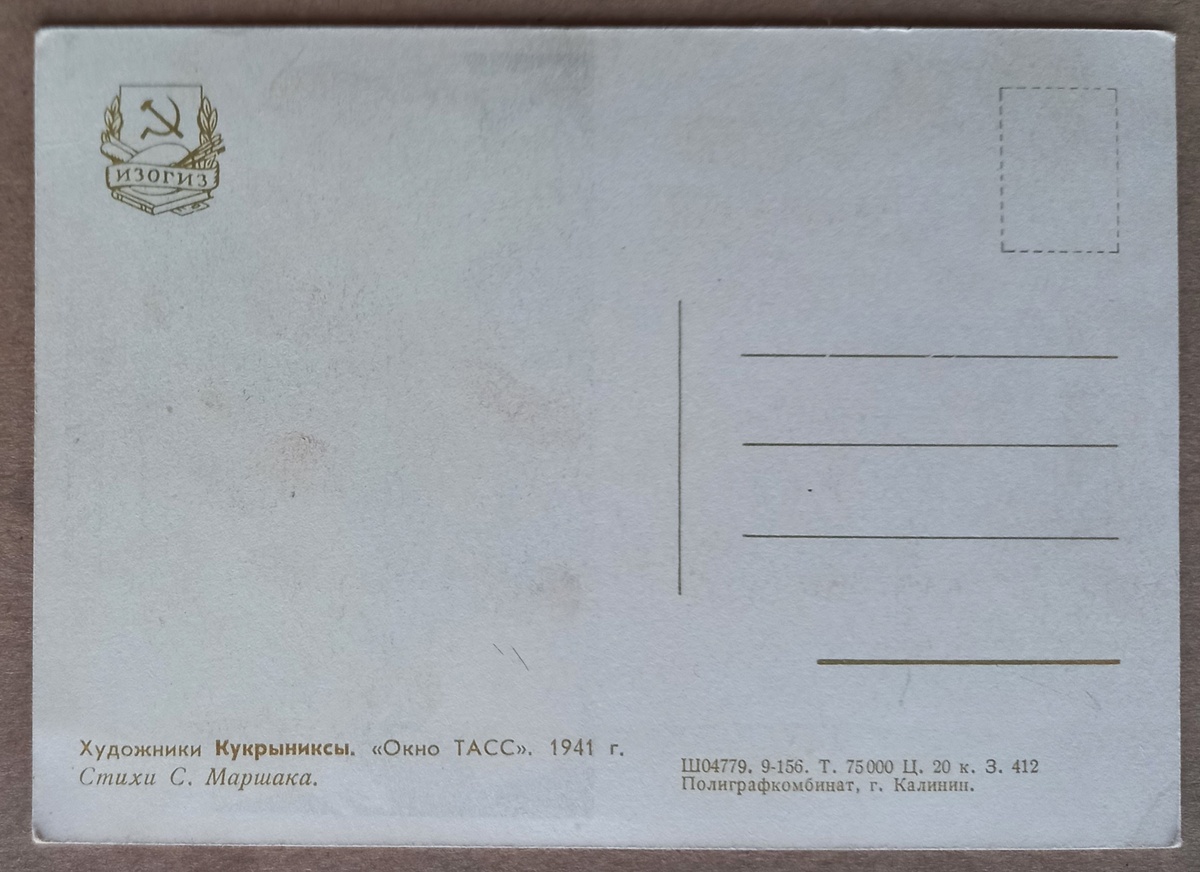 ИЗОГИЗ
Художники Кукрыниксы. «Окно ТАСС». 1941 г.
Стихи С. Маршака.
Ш04779. 9-156. Т. 75000 Ц. 20 к. З. 412
Полиграфкомбинат, г. Калинин.